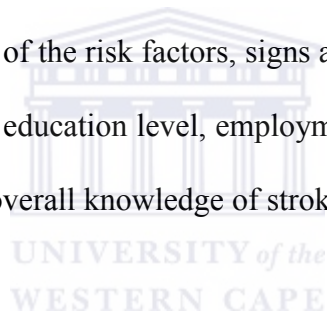 of the risk factors, signs a
education level, employm
overall knowledge of strok
UNIVERSITY of the
WESTERN CAPE